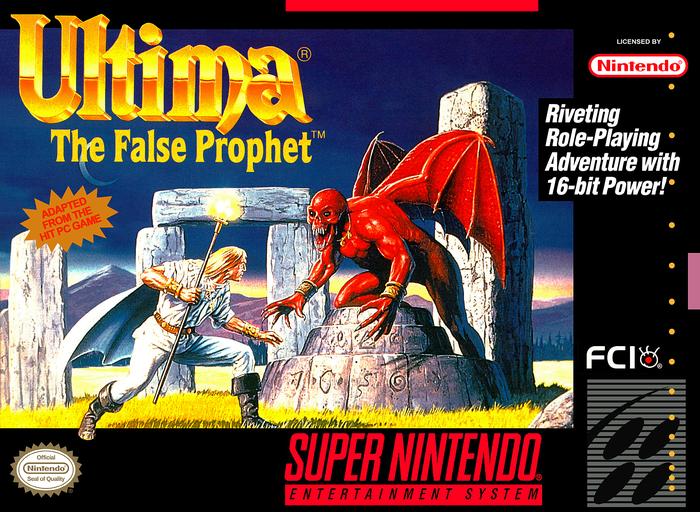 Ultima®
The False Prophet™
ADAPTED
FROM THE
HIT PC GAME
LICENSED BY
Nintendo®
Riveting
Role-Playing
Adventure with
16-bit Power!
FCI®
Official
Nintendo
Seal of Quality
SUPER NINTENDO®
ENTERTAINMENT SYSTEM